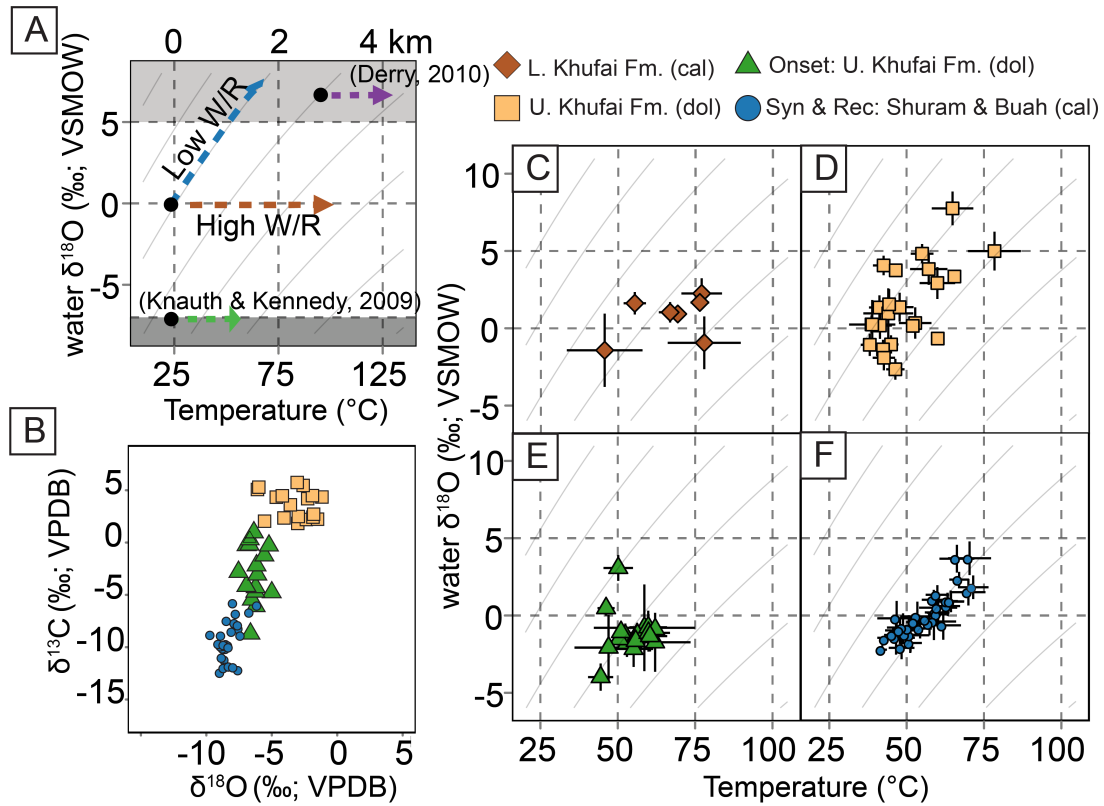 A
0 2 4 km
(Derry, 2010)
Low W/R
High W/R
(Knauth & Kennedy, 2009)
5
0
-5
water δ¹⁸O (‰; VSMOW)
25 75 125
Temperature (°C)
L. Khufai Fm. (cal)
Onset: U. Khufai Fm. (dol)
U. Khufai Fm. (dol)
Syn & Rec: Shuram & Buah (cal)
B
5
0
-5
-10
-15
δ¹³C (‰; VPDB)
-10 -5 0 5
δ¹⁸O (‰; VPDB)
C
D
10
5
0
-5
E
F
10
5
0
-5
water δ¹⁸O (‰; VSMOW)
25 50 75 100
25 50 75 100
Temperature (°C)